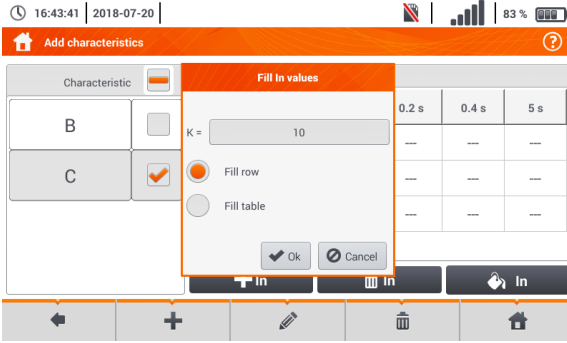 16:43:41 2018-07-20 83 %
Add characteristics ?
Characteristic
Fill In values
0.2 s 0.4 s 5 s
B
K = 10
--- --- ---
C
Fill row
--- --- ---
Fill table
--- --- ---
Ok Cancel
In In In